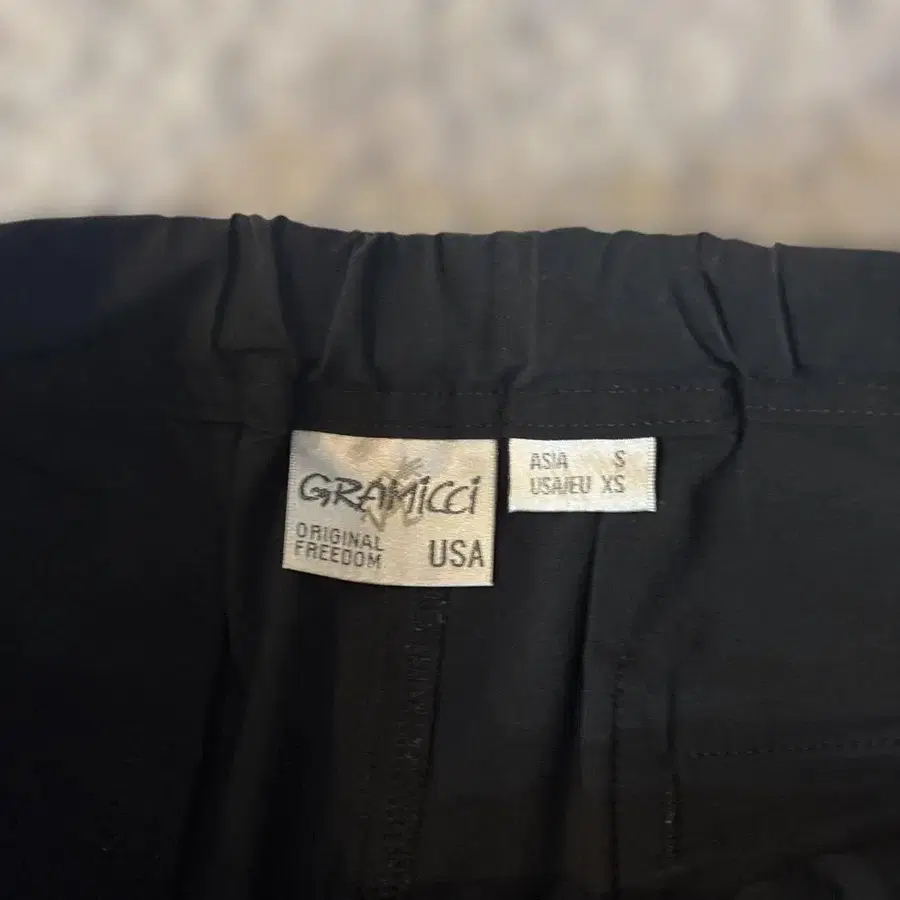 GRAMiCCi
ORIGINAL
FREEDOM
USA
ASIA S
USA/EU XS